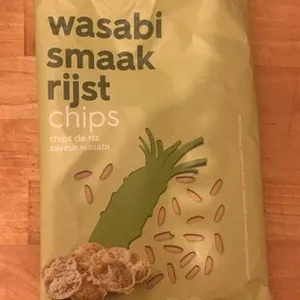 wasabi
smaak
rijst
chips
chips de riz
saveur wasabi